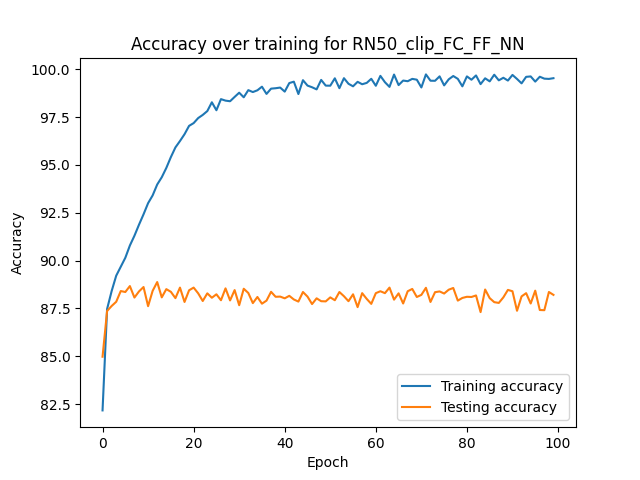 Accuracy over training for RN50_clip_FC_FF_NN
100.0
97.5
95.0
92.5
90.0
87.5
85.0
82.5
Accuracy
0 20 40 60 80 100
Epoch
Training accuracy
Testing accuracy